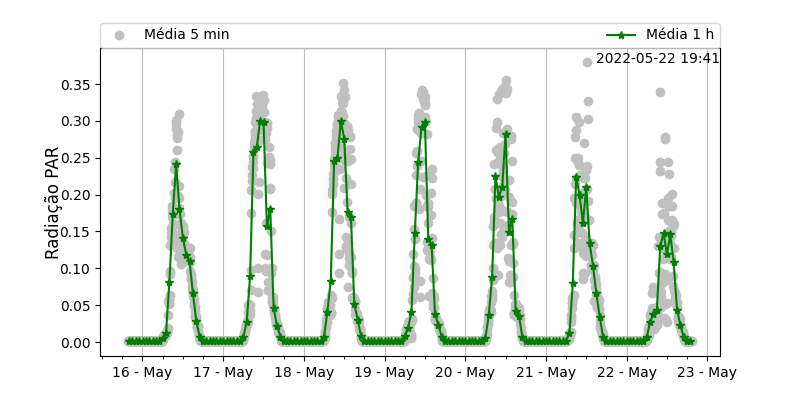 Média 5 min
Média 1 h
2022-05-22 19:41
Radiação PAR
0.35
0.30
0.25
0.20
0.15
0.10
0.05
0.00
16 - May
17 - May
18 - May
19 - May
20 - May
21 - May
22 - May
23 - May